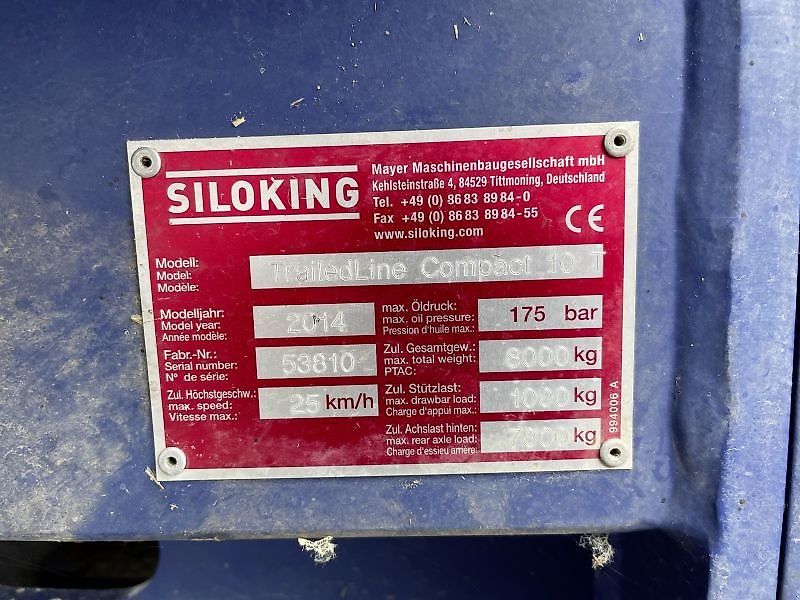 SILOKING
Mayer Maschinenbaugesellschaft mbH
Kehlsteinstraße 4, 84529 Tittmoning, Deutschland
Tel. +49 (0) 86 83 89 84-0
Fax +49 (0) 86 83 89 84-55
www.siloking.com
CE
Modell:
Model:
Modèle:
TrailedLine Compact 10 T
Modelljahr:
Model year:
Année modèle:
2014
Fabr.-Nr.:
Serial number:
N° de série:
53810
Zul. Höchstgeschw.:
max. speed:
Vitesse max.:
25 km/h
max. Öldruck:
max. oil pressure:
Pression d'huile max.:
175 bar
Zul. Gesamtgew.:
max. total weight:
PTAC:
8000 kg
Zul. Stützlast:
max. drawbar load:
Charge d'appui max.:
1000 kg
Zul. Achslast hinten:
max. rear axle load:
Charge d'essieu arrière:
kg
994006 A